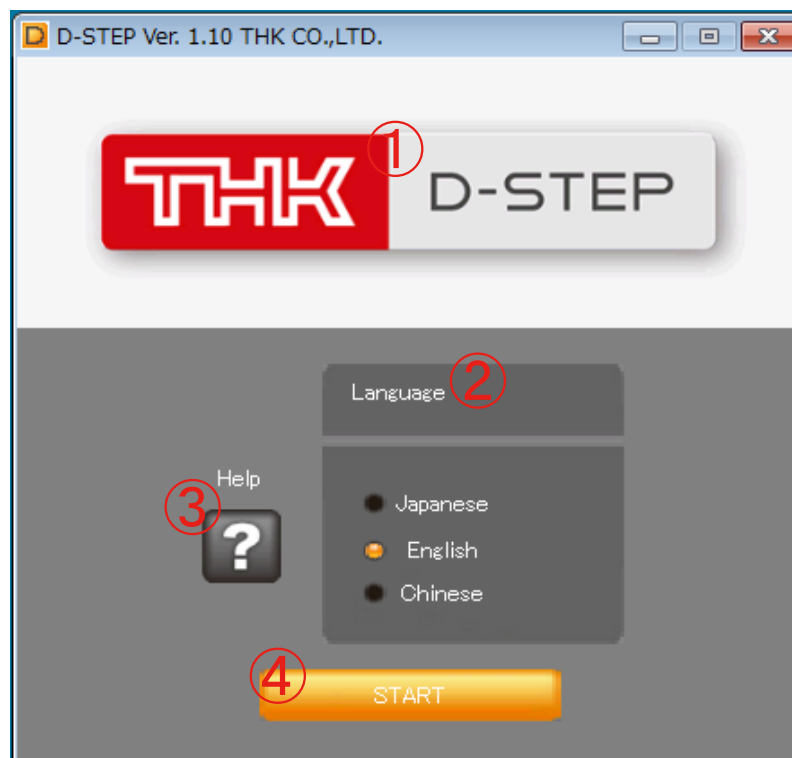 D-STEP Ver. 1.10 THK CO.,LTD.
①
THK D-STEP
Language ②
Help
③
?
Japanese
English
Chinese
④
START